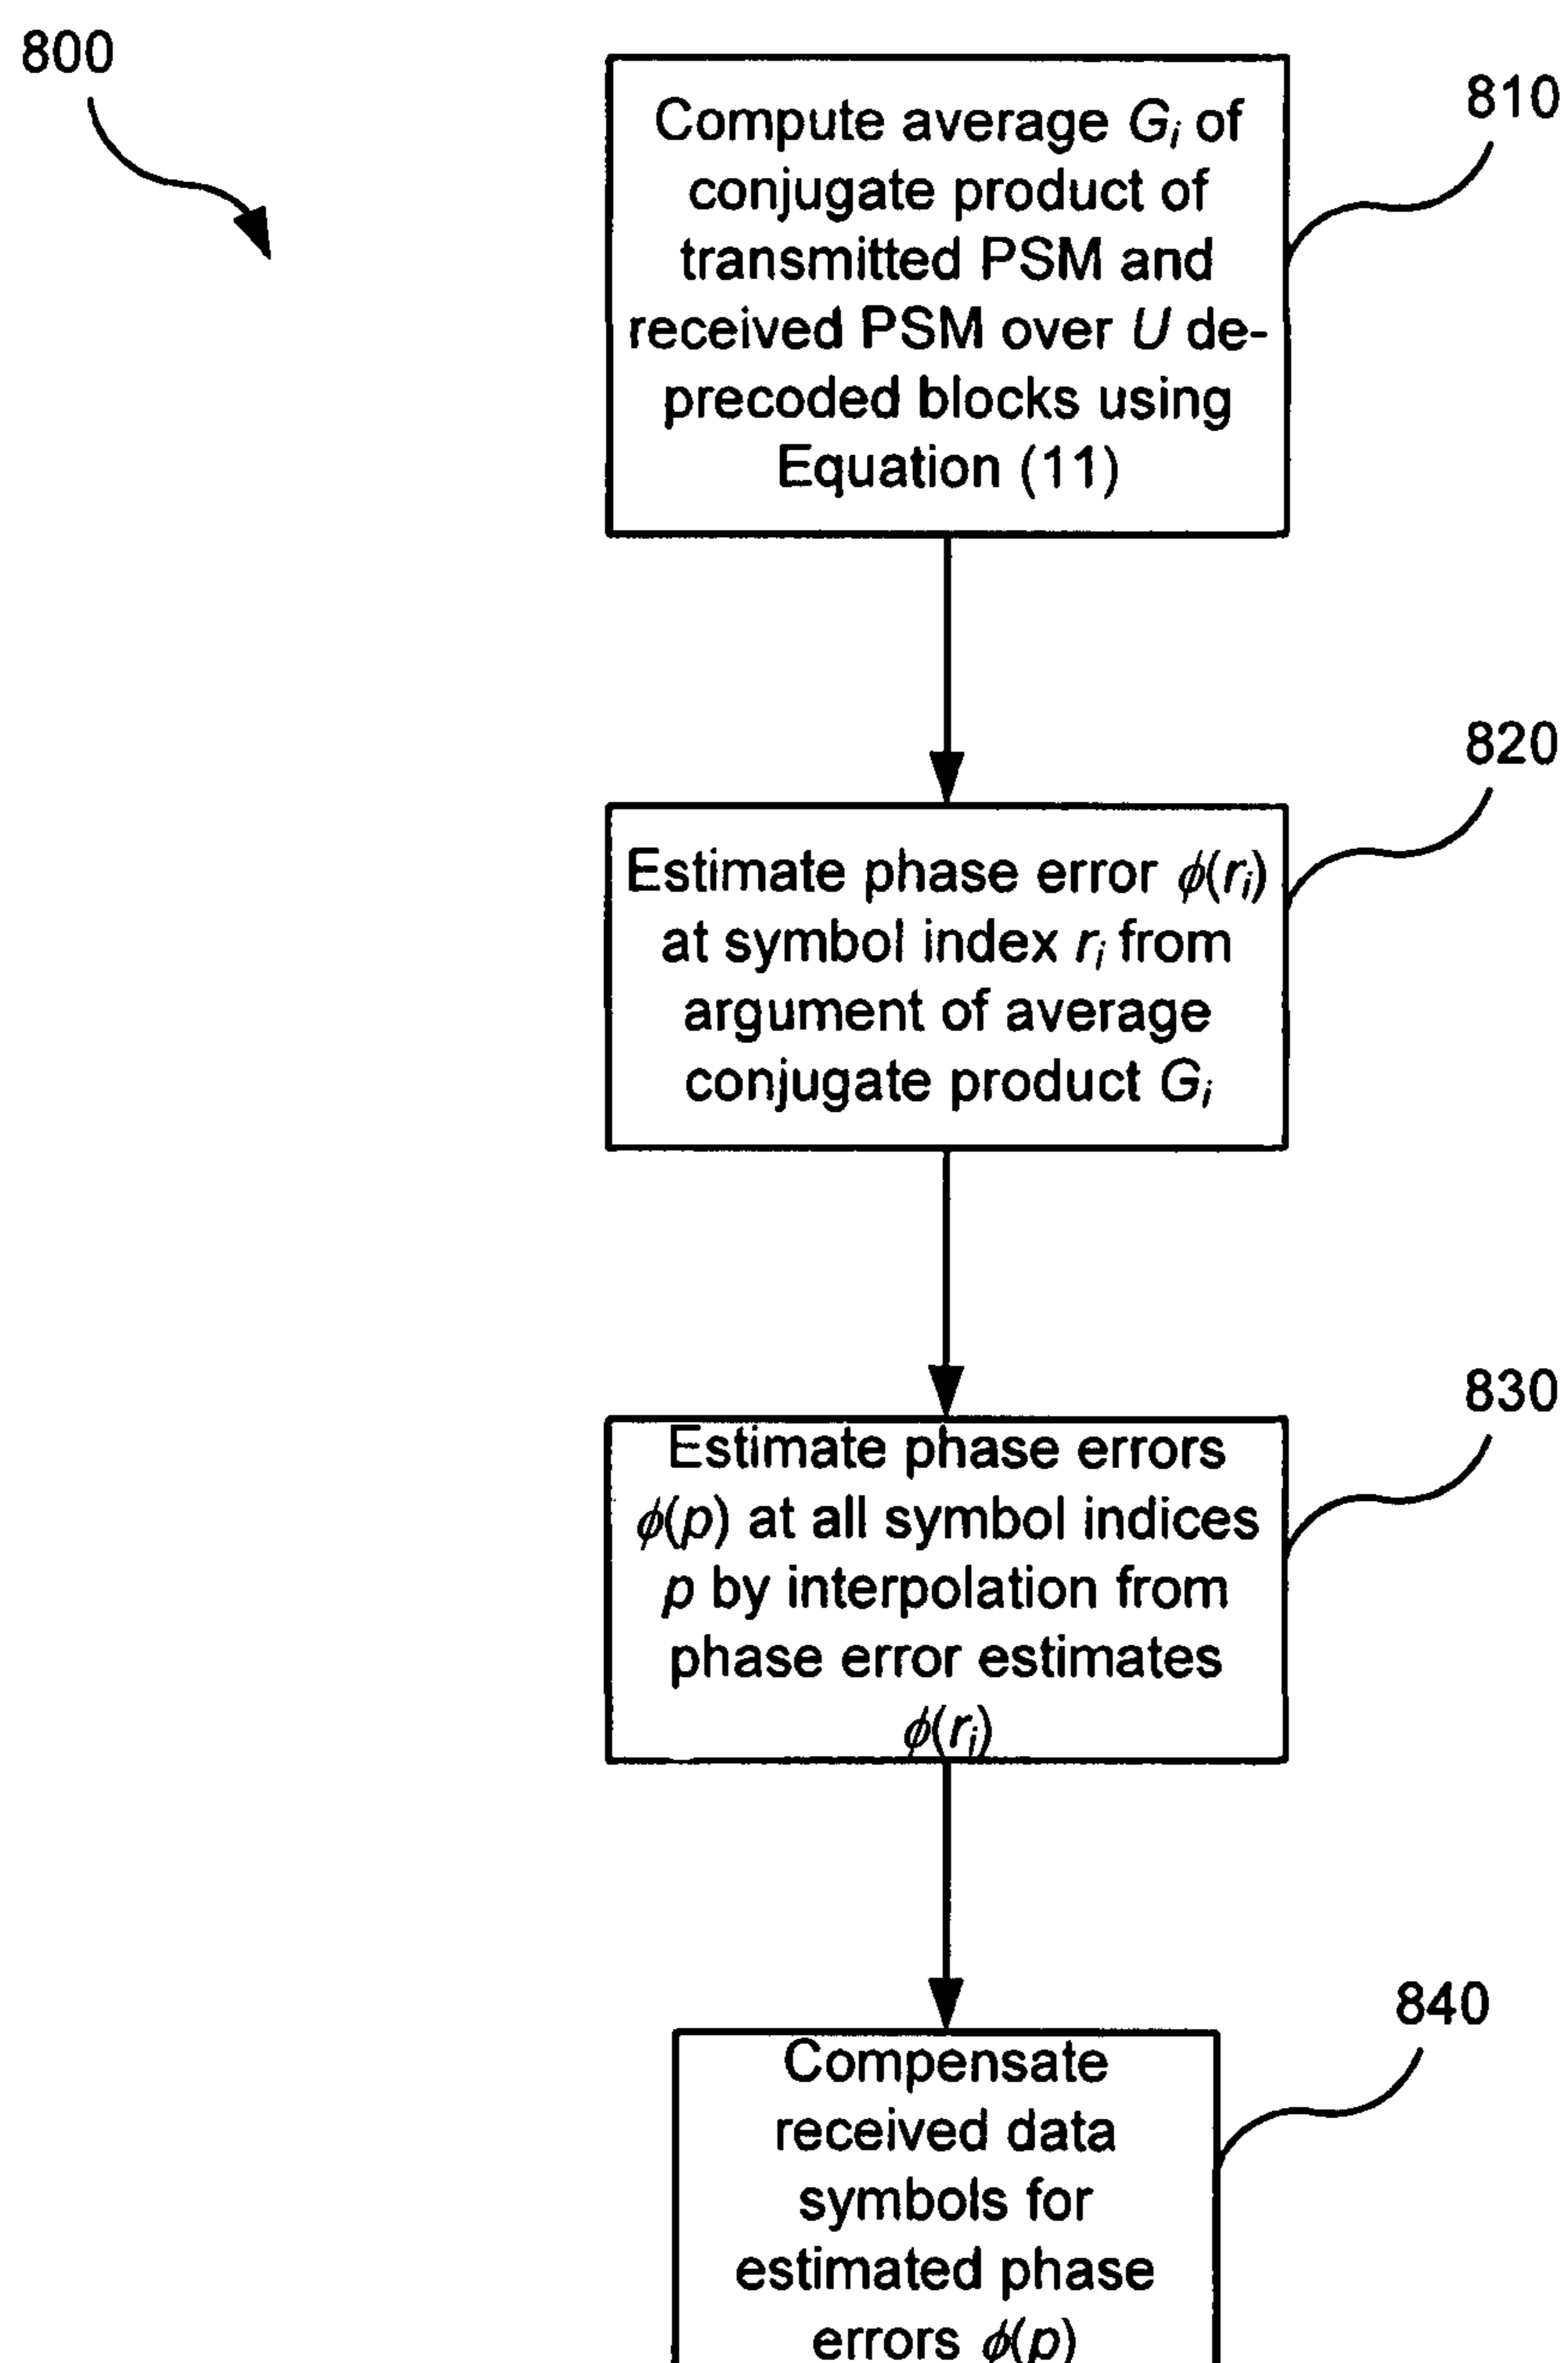 800
810
Compute average Gᵢ of
conjugate product of
transmitted PSM and
received PSM over U de-
precoded blocks using
Equation (11)
820
Estimate phase error ϕ(rᵢ)
at symbol index rᵢ from
argument of average
conjugate product Gᵢ
830
Estimate phase errors
ϕ(p) at all symbol indices
p by interpolation from
phase error estimates
ϕ(rᵢ)
840
Compensate
received data
symbols for
estimated phase
errors ϕ(p)